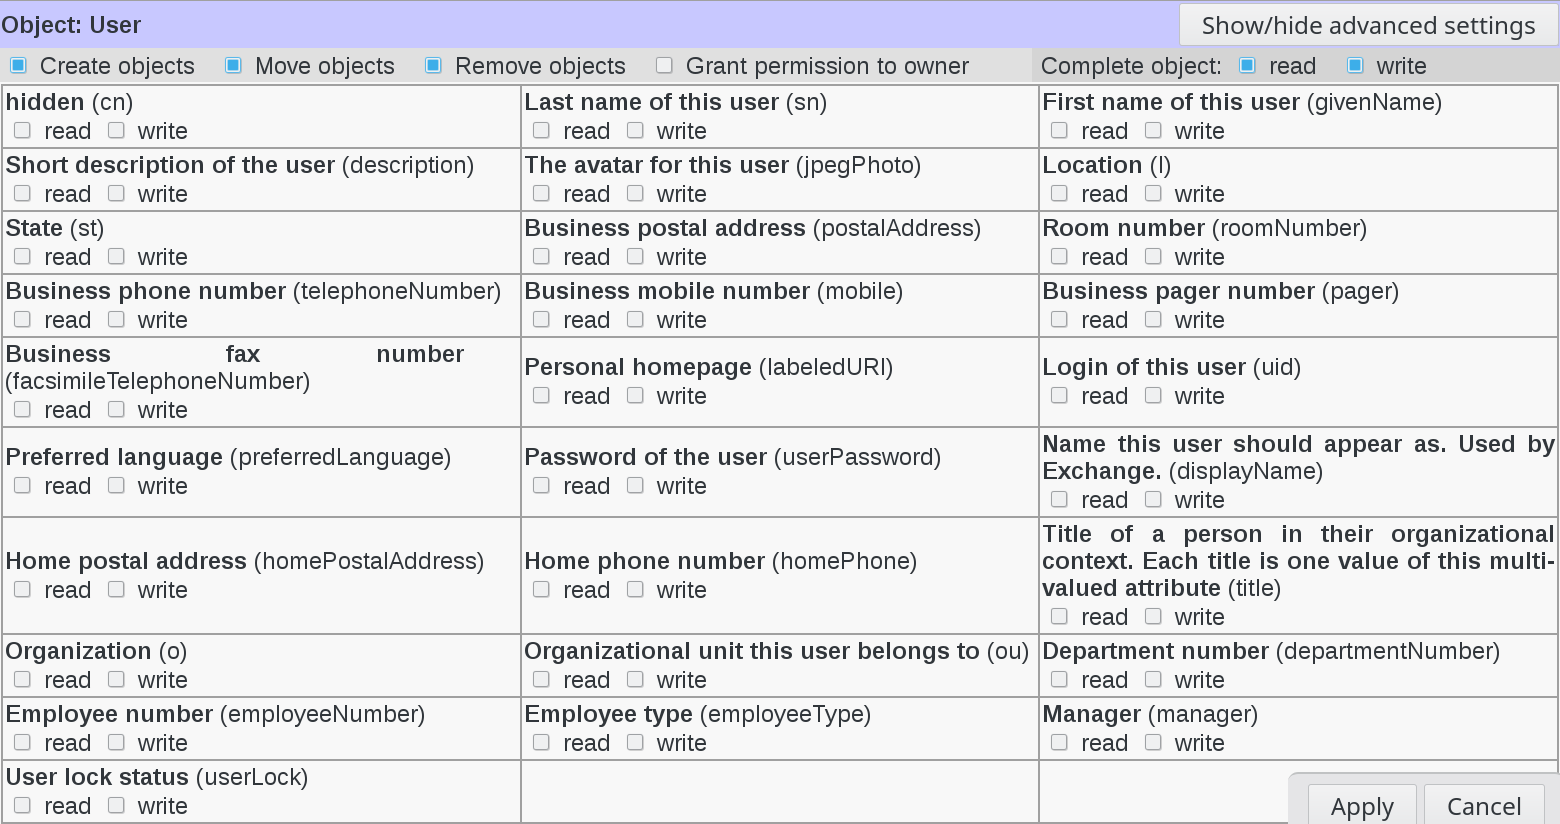 Object: User Show/hide advanced settings
Create objects Move objects Remove objects Grant permission to owner Complete object: read write
hidden (cn) Last name of this user (sn) First name of this user (givenName)
read write read write read write
Short description of the user (description) The avatar for this user (jpegPhoto) Location (l)
read write read write read write
State (st) Business postal address (postalAddress) Room number (roomNumber)
read write read write read write
Business phone number (telephoneNumber) Business mobile number (mobile) Business pager number (pager)
read write read write read write
Business fax number
(facsimileTelephoneNumber)
read write
Personal homepage (labeledURI)
read write
Login of this user (uid)
read write
Preferred language (preferredLanguage)
read write
Password of the user (userPassword)
read write
Name this user should appear as. Used by
Exchange. (displayName)
read write
Home postal address (homePostalAddress)
read write
Home phone number (homePhone)
read write
Title of a person in their organizational
context. Each title is one value of this multi-
valued attribute (title)
read write
Organization (o) Organizational unit this user belongs to (ou) Department number (departmentNumber)
read write read write read write
Employee number (employeeNumber) Employee type (employeeType) Manager (manager)
read write read write read write
User lock status (userLock)
read write
Apply Cancel